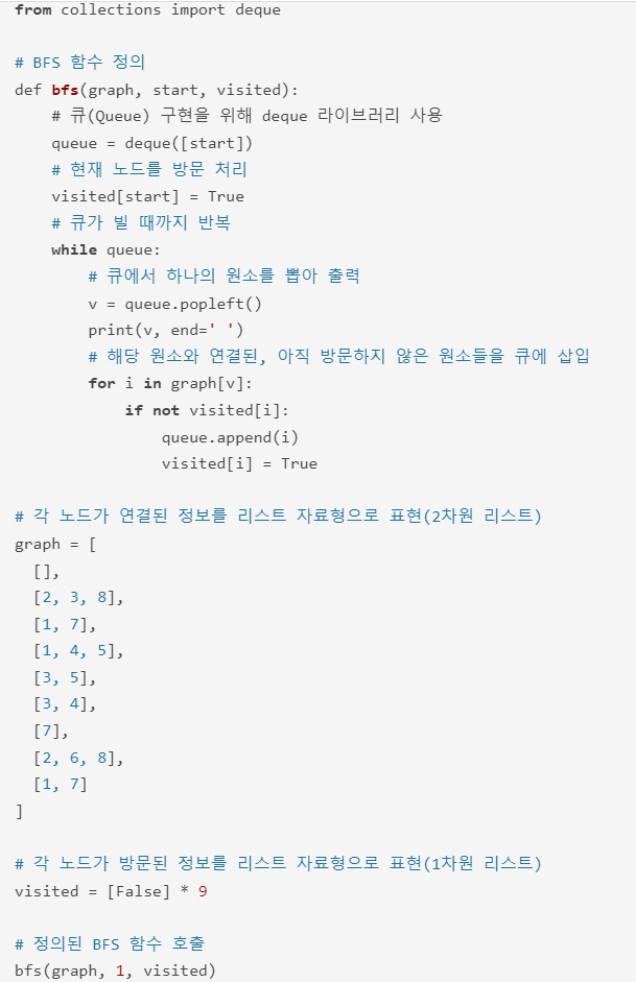 from collections import deque
# BFS 함수 정의
def bfs(graph, start, visited):
    # 큐(Queue) 구현을 위해 deque 라이브러리 사용
    queue = deque([start])
    # 현재 노드를 방문 처리
    visited[start] = True
    # 큐가 빌 때까지 반복
    while queue:
        # 큐에서 하나의 원소를 뽑아 출력
        v = queue.popleft()
        print(v, end=' ')
        # 해당 원소와 연결된, 아직 방문하지 않은 원소들을 큐에 삽입
        for i in graph[v]:
            if not visited[i]:
                queue.append(i)
                visited[i] = True
# 각 노드가 연결된 정보를 리스트 자료형으로 표현(2차원 리스트)
graph = [
  [],
  [2, 3, 8],
  [1, 7],
  [1, 4, 5],
  [3, 5],
  [3, 4],
  [7],
  [2, 6, 8],
  [1, 7]
]
# 각 노드가 방문된 정보를 리스트 자료형으로 표현(1차원 리스트)
visited = [False] * 9
# 정의된 BFS 함수 호출
bfs(graph, 1, visited)